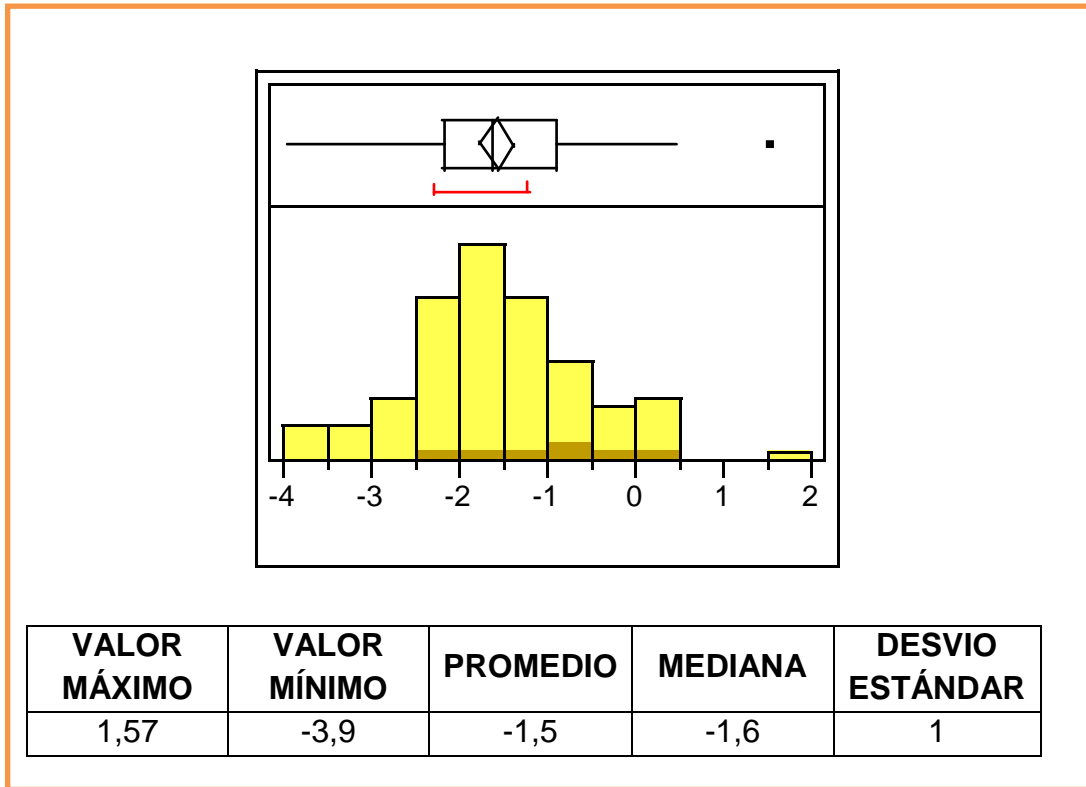 -4 -3 -2 -1 0 1 2
VALOR MÁXIMO VALOR MÍNIMO PROMEDIO MEDIANA DESVIO ESTÁNDAR
1,57 -3,9 -1,5 -1,6 1